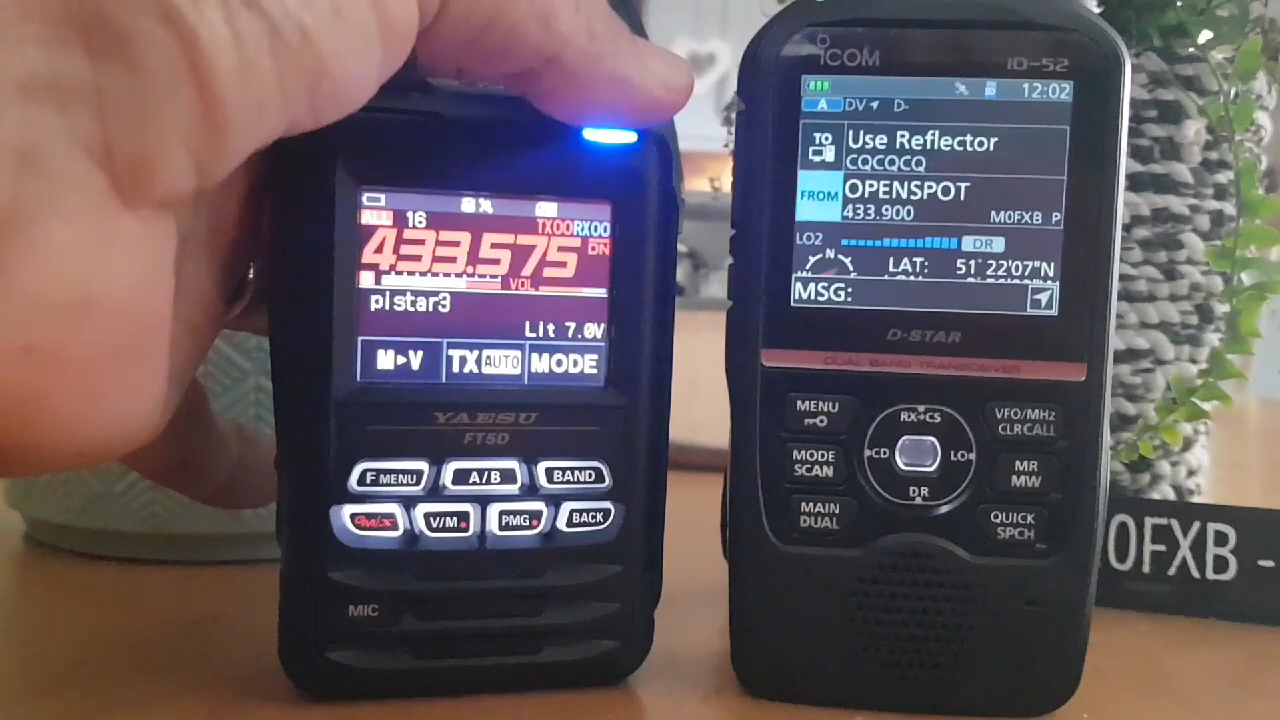 ALL 16 TX00RX00
433.575 DN
VOL
pistar3
Lit 7.0V
M▶V TX AUTO MODE
YAESU
FT5D
F MENU A/B BAND
V/M PMG BACK
MIC
ICOM ID-52
12:02
A DV D-
TO Use Reflector
CQCQCQ
FROM OPENSPOT
433.900 M0FXB P
LO2 DR
N
LAT: 51°22'07"N
MSG:
D-STAR
DUAL BAND TRANSCEIVER
MENU RX→CS VFO/MHz
CLR CALL
MODE
SCAN CD LO MR
MW
MAIN
DUAL DR QUICK
SPCH
M0FXB -